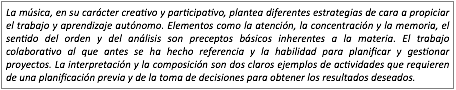 La música, en su carácter creativo y participativo, plantea diferentes estrategias de cara a propiciar
el trabajo y aprendizaje autónomo. Elementos como la atención, la concentración y la memoria, el
sentido del orden y del análisis son preceptos básicos inherentes a la materia. El trabajo
colaborativo al que antes se ha hecho referencia y la habilidad para planificar y gestionar
proyectos. La interpretación y la composición son dos claros ejemplos de actividades que requieren
de una planificación previa y de la toma de decisiones para obtener los resultados deseados.